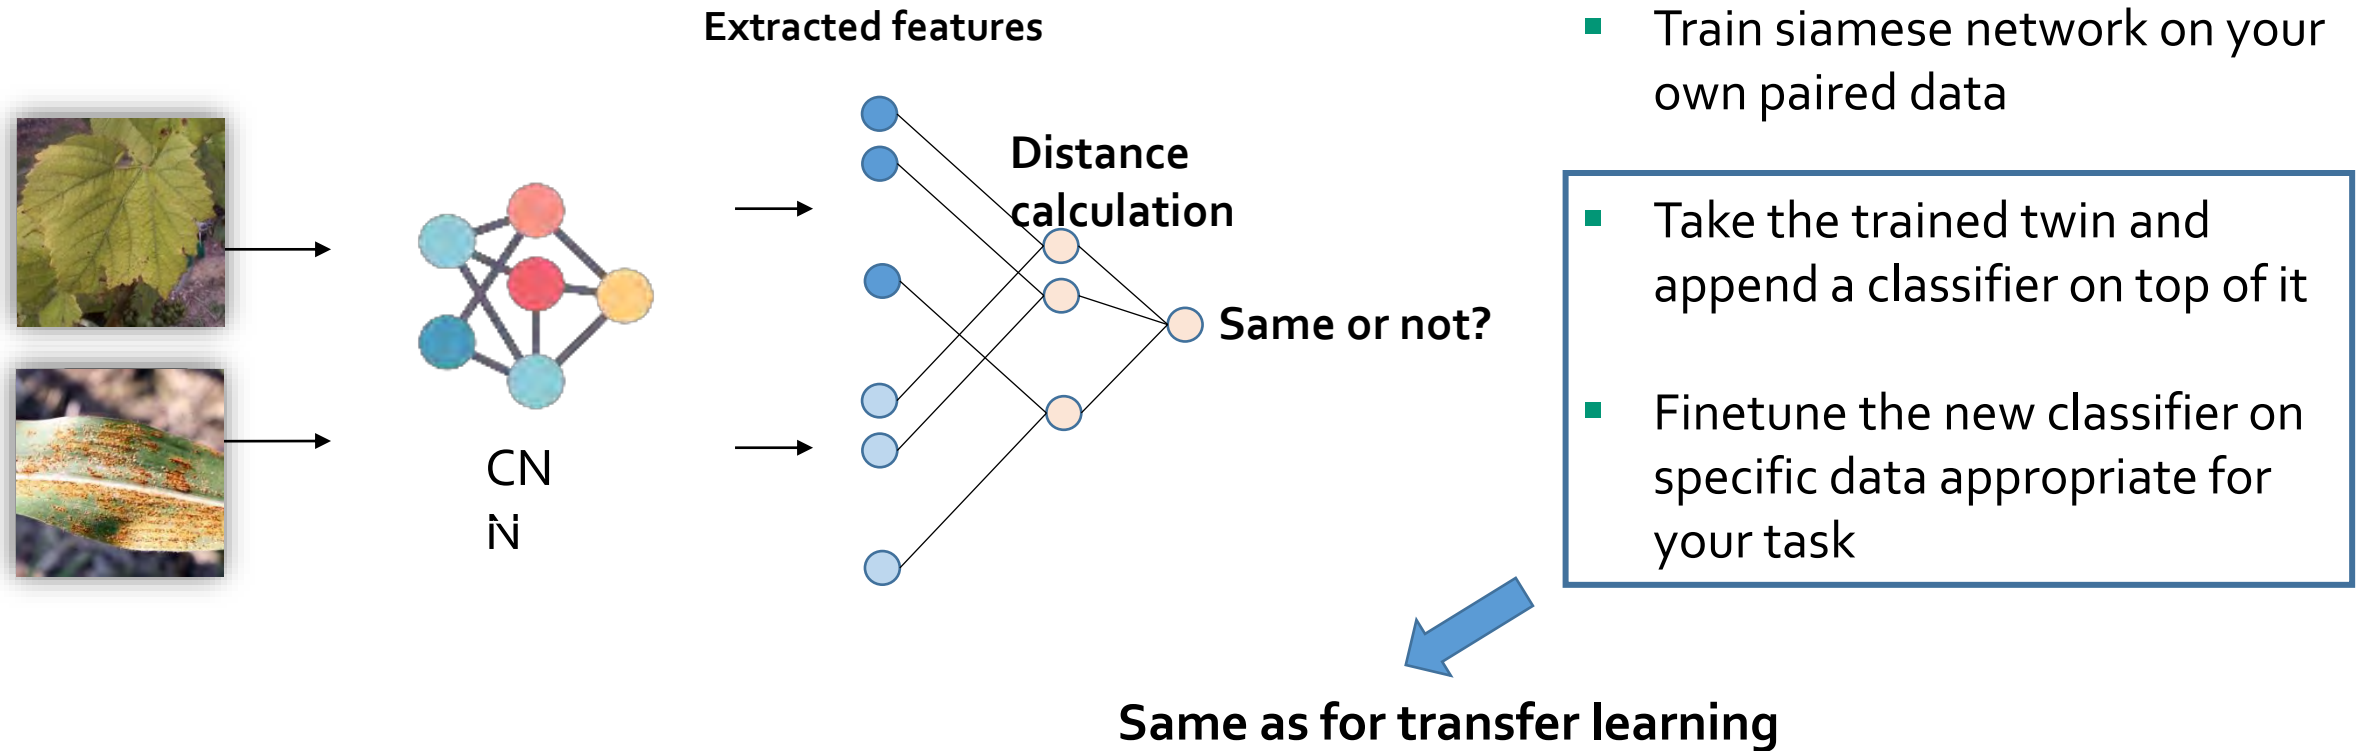 Extracted features
Distance
calculation
Same or not?
CN
N
Train siamese network on your
own paired data
Take the trained twin and
append a classifier on top of it
Finetune the new classifier on
specific data appropriate for
your task
Same as for transfer learning